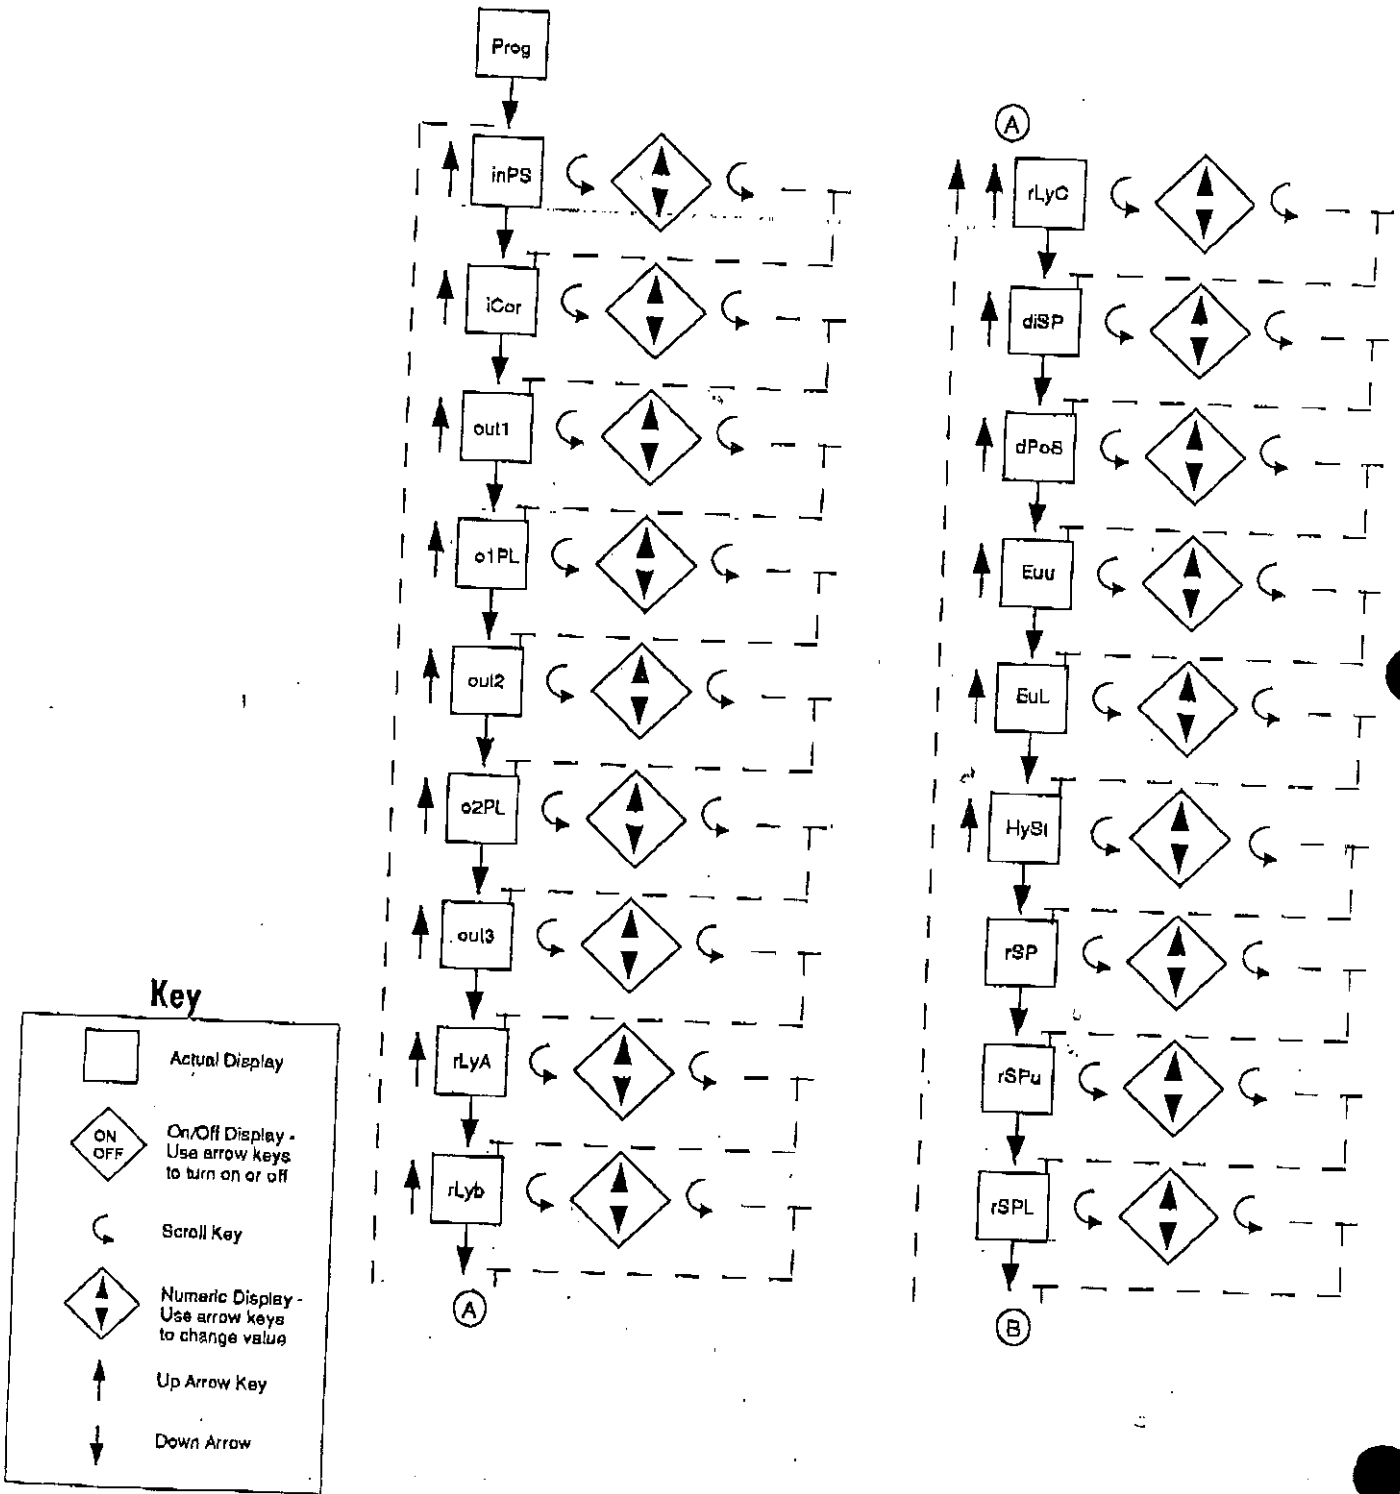 Prog
inPS
iCor
out1
o1PL
out2
o2PL
out3
rLyA
rLyb
A
A
rLyC
diSP
dPoS
Euu
EuL
HySt
rSP
rSPu
rSPL
B
Key
Actual Display
ON
OFF
On/Off Display -
Use arrow keys
to turn on or off
Scroll Key
Numeric Display -
Use arrow keys
to change value
Up Arrow Key
Down Arrow